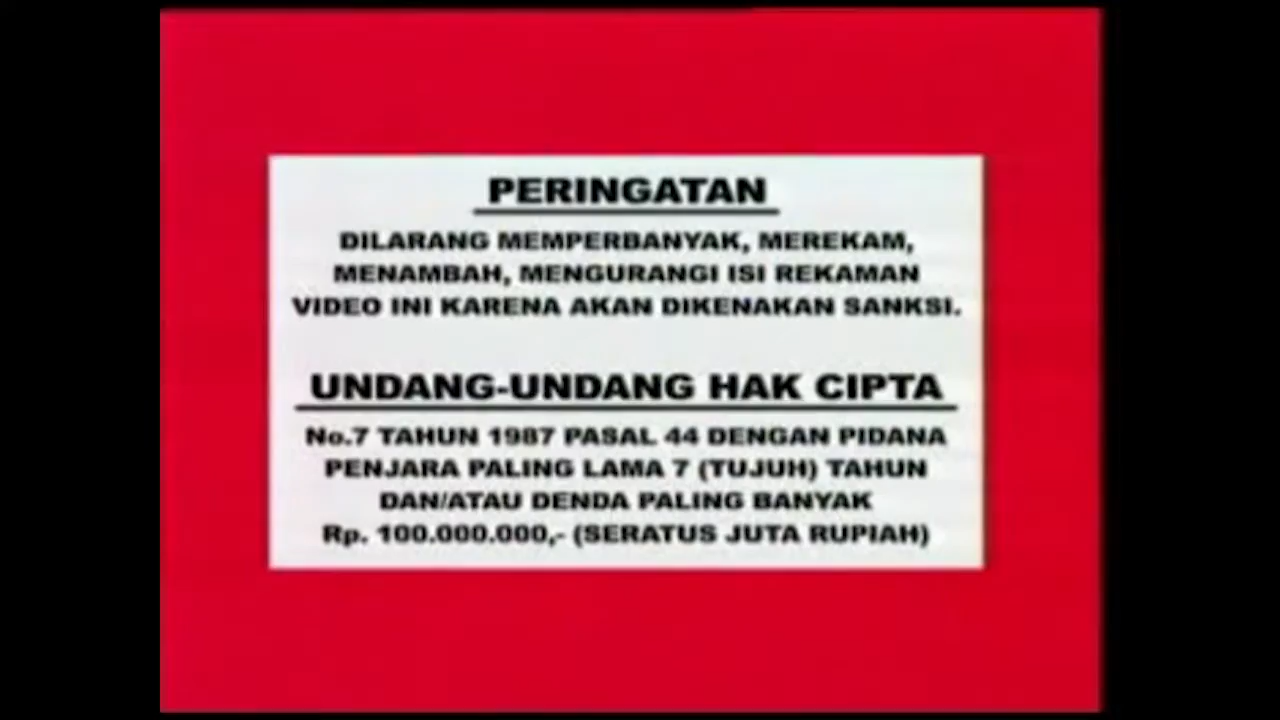 PERINGATAN
DILARANG MEMPERBANYAK, MEREKAM,
MENAMBAH, MENGURANGI ISI REKAMAN
VIDEO INI KARENA AKAN DIKENAKAN SANKSI.
UNDANG-UNDANG HAK CIPTA
No.7 TAHUN 1987 PASAL 44 DENGAN PIDANA
PENJARA PALING LAMA 7 (TUJUH) TAHUN
DAN/ATAU DENDA PALING BANYAK
Rp. 100.000.000,- (SERATUS JUTA RUPIAH)